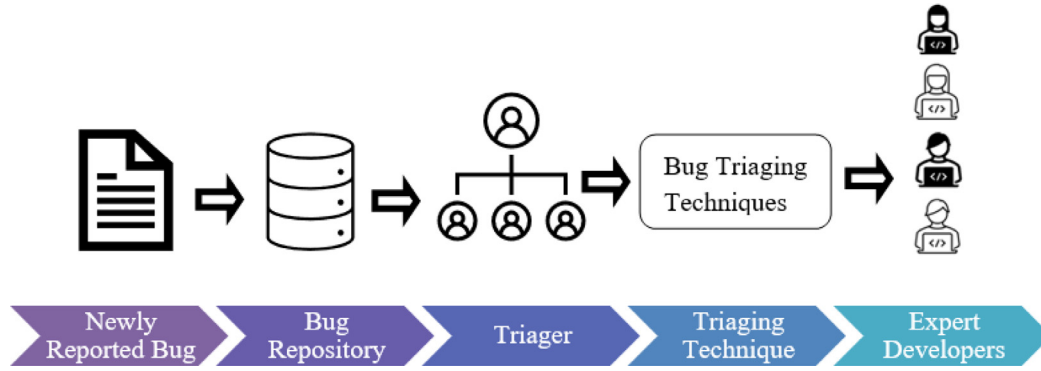 </>
</>
Bug Triaging
Techniques
</>
</>
Newly
Reported Bug
Bug
Repository
Triager
Triaging
Technique
Expert
Developers